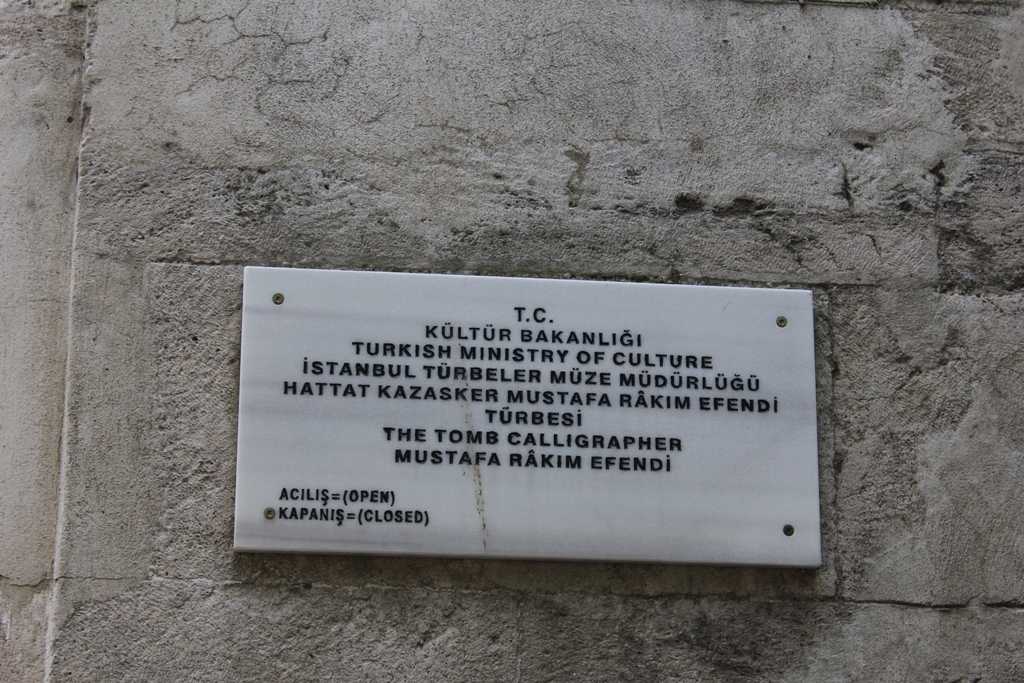 T.C.
KÜLTÜR BAKANLIĞI
TURKISH MINISTRY OF CULTURE
İSTANBUL TÜRBELER MÜZE MÜDÜRLÜĞÜ
HATTAT KAZASKER MUSTAFA RÂKIM EFENDİ
TÜRBESİ
THE TOMB CALLIGRAPHER
MUSTAFA RÂKIM EFENDİ
ACILIŞ=(OPEN)
KAPANIŞ=(CLOSED)